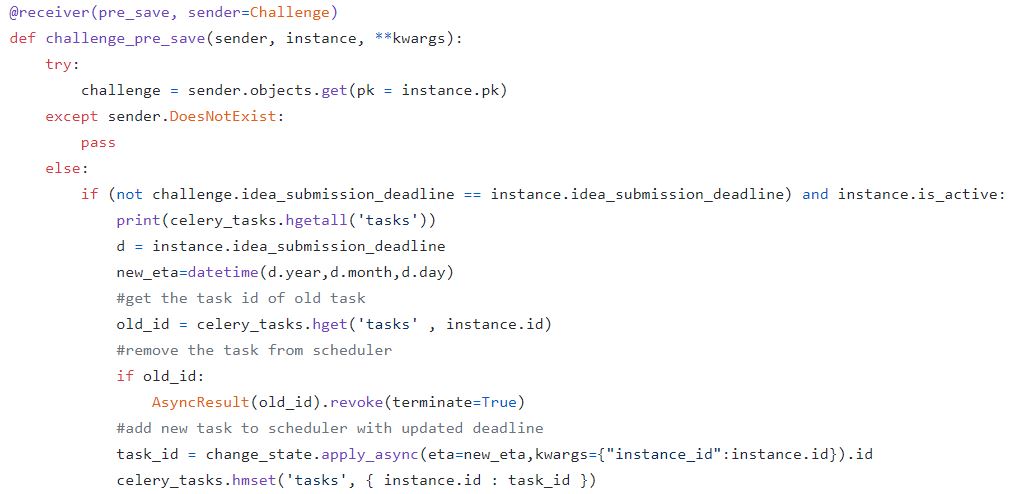 @receiver(pre_save, sender=Challenge)
def challenge_pre_save(sender, instance, **kwargs):
    try:
        challenge = sender.objects.get(pk = instance.pk)
    except sender.DoesNotExist:
        pass
    else:
        if (not challenge.idea_submission_deadline == instance.idea_submission_deadline) and instance.is_active:
            print(celery_tasks.hgetall('tasks'))
            d = instance.idea_submission_deadline
            new_eta=datetime(d.year,d.month,d.day)
            #get the task id of old task
            old_id = celery_tasks.hget('tasks' , instance.id)
            #remove the task from scheduler
            if old_id:
                AsyncResult(old_id).revoke(terminate=True)
            #add new task to scheduler with updated deadline
            task_id = change_state.apply_async(eta=new_eta,kwargs={"instance_id":instance.id}).id
            celery_tasks.hmset('tasks', { instance.id : task_id })